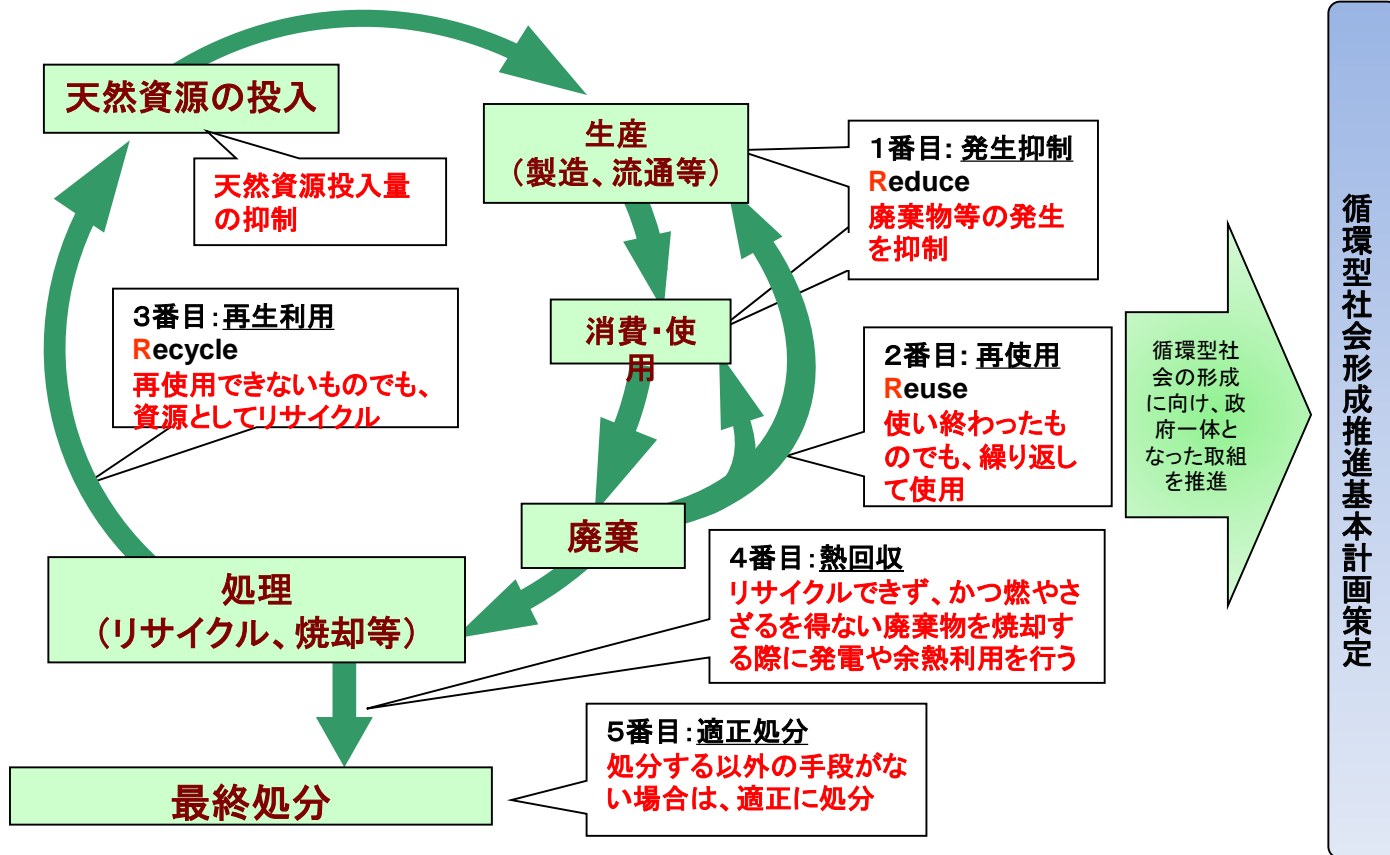 天然資源の投入
天然資源投入量
の抑制
生産
（製造、流通等）
1番目：発生抑制
Reduce
廃棄物等の発生
を抑制
3番目：再生利用
Recycle
再使用できないものでも、
資源としてリサイクル
消費・使
用
2番目：再使用
Reuse
使い終わったも
のでも、繰り返し
て使用
廃棄
処理
（リサイクル、焼却等）
4番目：熱回収
リサイクルできず、かつ燃やさ
ざるを得ない廃棄物を焼却す
る際に発電や余熱利用を行う
5番目：適正処分
処分する以外の手段がな
い場合は、適正に処分
最終処分
循環型社
会の形成
に向け、政
府一体と
なった取組
を推進
循環型社会形成推進基本計画策定